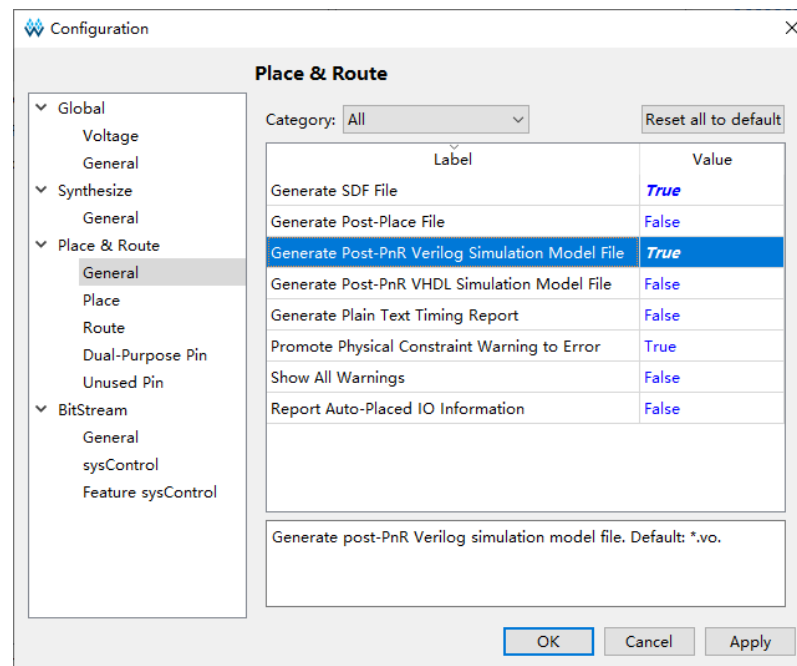 Configuration
Place & Route
Global
Voltage
General
Synthesize
General
Place & Route
General
Place
Route
Dual-Purpose Pin
Unused Pin
BitStream
General
sysControl
Feature sysControl
Category: All Reset all to default
Label Value
Generate SDF File True
Generate Post-Place File False
Generate Post-PnR Verilog Simulation Model File True
Generate Post-PnR VHDL Simulation Model File False
Generate Plain Text Timing Report False
Promote Physical Constraint Warning to Error True
Show All Warnings False
Report Auto-Placed IO Information False
Generate post-PnR Verilog simulation model file. Default: *.vo.
OK Cancel Apply